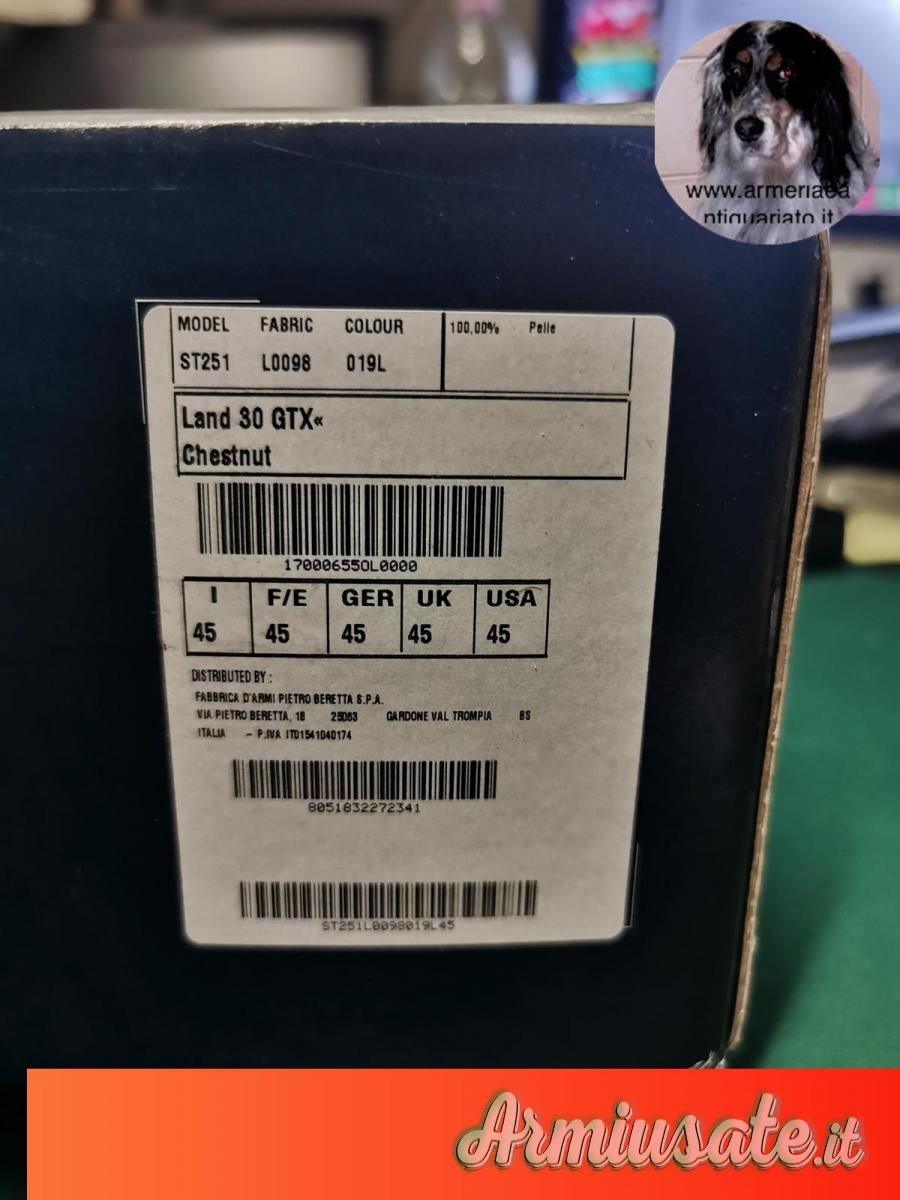 www.armeriaea
ntiquariato.it
MODEL FABRIC COLOUR
ST251 L0098 019L
100,00% Pelle
Land 30 GTX«
Chestnut
17000655OL0000
I F/E GER UK USA
45 45 45 45 45
DISTRIBUTED BY :
FABBRICA D'ARMI PIETRO BERETTA S.P.A.
VIA PIETRO BERETTA, 18 25063 GARDONE VAL TROMPIA BS
ITALIA - P.IVA IT01541040174
8051832272341
ST251L0098019L45
Armiusate.it